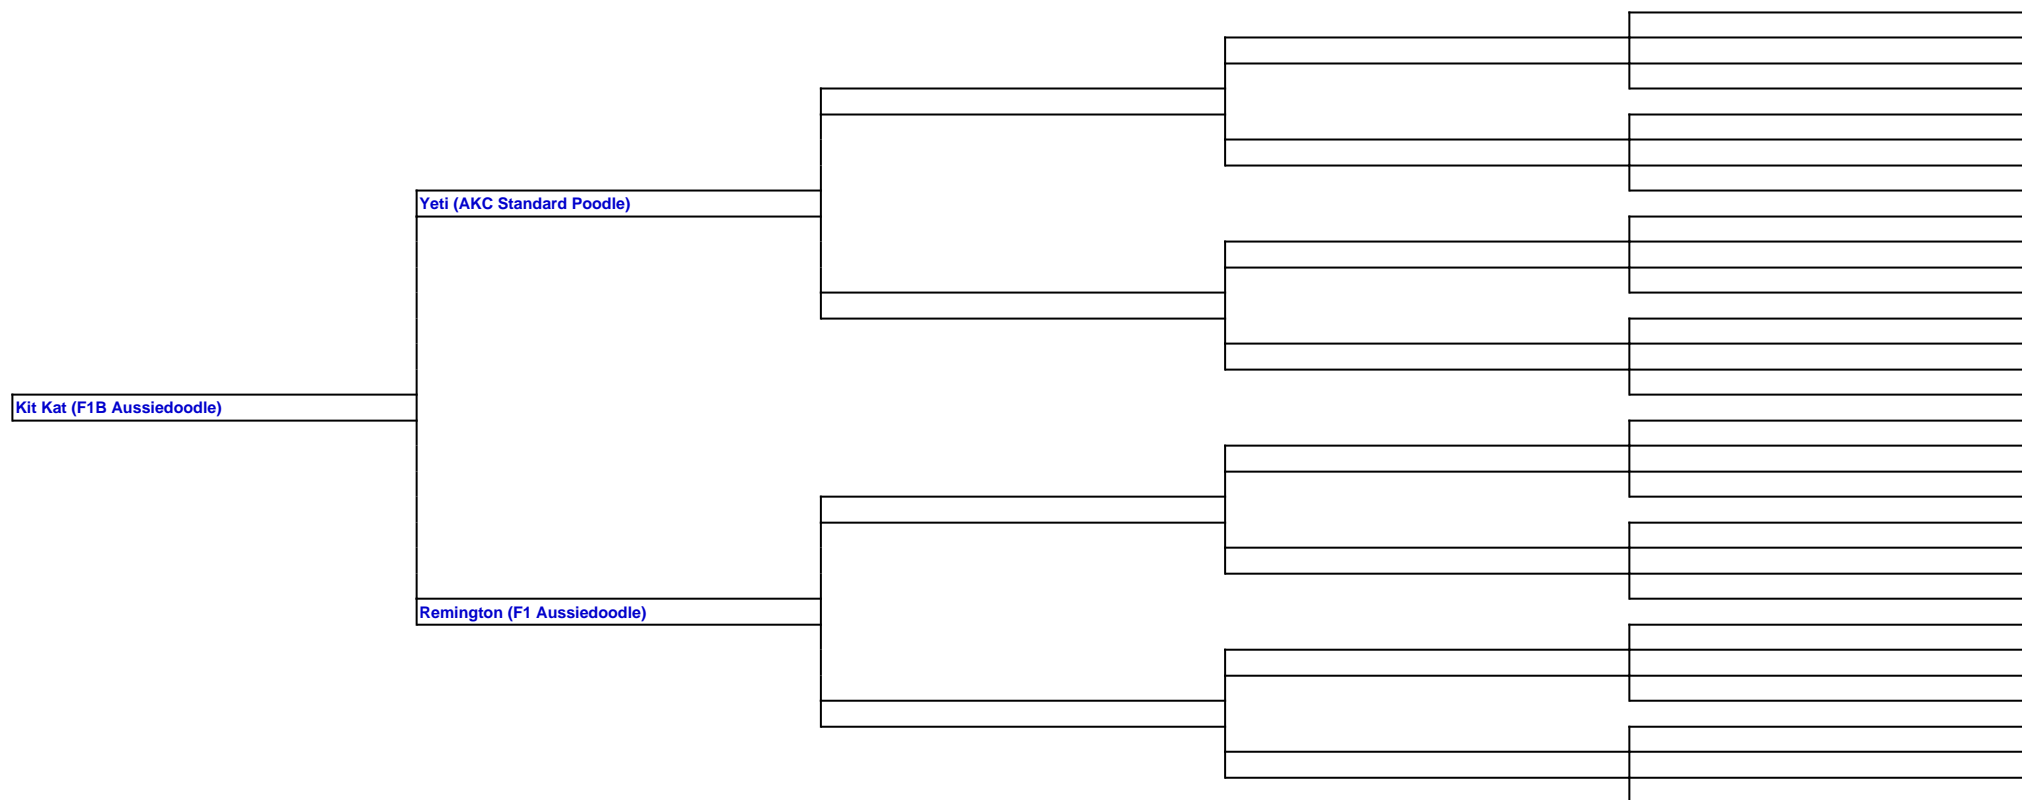 Yeti (AKC Standard Poodle)
Kit Kat (F1B Aussiedoodle)
Remington (F1 Aussiedoodle)